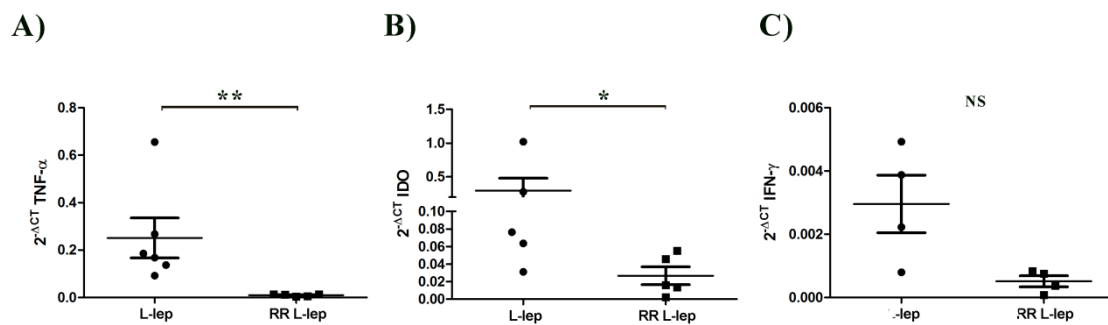 A)
B)
C)
2^-ΔCT TNF-α
0.8
0.6
0.4
0.2
0.0
**
L-lep
RR L-lep
2^-ΔCT IDO
1.5
1.0
0.5
0.10
0.08
0.06
0.04
0.02
0.00
*
L-lep
RR L-lep
2^-ΔCT IFN-γ
0.006
0.004
0.002
0.000
NS
L-lep
RR L-lep